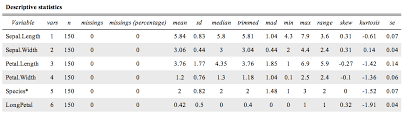 Descriptive statistics
Variable vars n missings missings (percentage) mean sd median trimmed mad min max range skew kurtosis se
Sepal.Length 1 150 0 0 5.84 0.83 5.8 5.81 1.04 4.3 7.9 3.6 0.31 -0.61 0.07
Sepal.Width 2 150 0 0 3.06 0.44 3 3.04 0.44 2 4.4 2.4 0.31 0.14 0.04
Petal.Length 3 150 0 0 3.76 1.77 4.35 3.76 1.85 1 6.9 5.9 -0.27 -1.42 0.14
Petal.Width 4 150 0 0 1.2 0.76 1.3 1.18 1.04 0.1 2.5 2.4 -0.1 -1.36 0.06
Species* 5 150 0 0 2 0.82 2 2 1.48 1 3 2 0 -1.52 0.07
LongPetal 6 150 0 0 0.42 0.5 0 0.4 0 0 1 1 0.32 -1.91 0.04